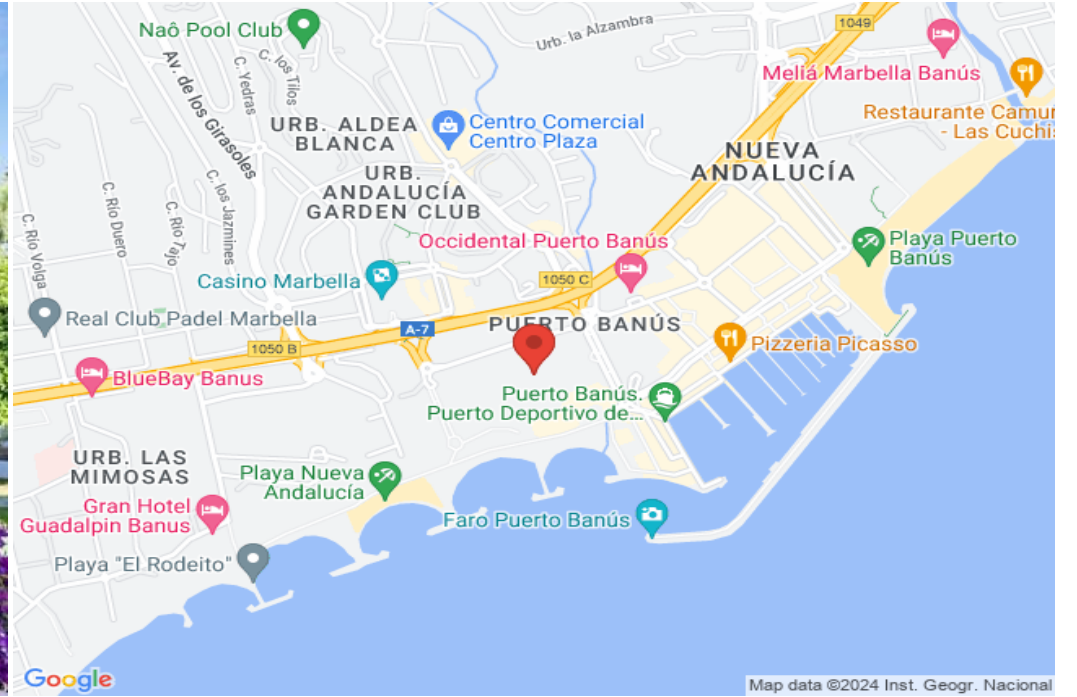 Naô Pool Club
Av. de los Girasoles
C. Yedras
C. los Tilos
Urb. la Alzambra
1049
Meliá Marbella Banús
Restaurante Camur
- Las Cuchis
URB. ALDEA
BLANCA
Centro Comercial
Centro Plaza
NUEVA
ANDALUCÍA
URB.
ANDALUCÍA
GARDEN CLUB
C. Río Volga
C. Río Duero
C. Río Tajo
C. los Jazmines
Occidental Puerto Banús
Playa Puerto
Banús
Casino Marbella
1050 C
Real Club Padel Marbella
A-7
PUERTO BANÚS
1050 B
Pizzeria Picasso
BlueBay Banus
Puerto Banús.
Puerto Deportivo de...
URB. LAS
MIMOSAS
Playa Nueva
Andalucía
Gran Hotel
Guadalpin Banus
Faro Puerto Banús
Playa "El Rodeito"
Google
Map data ©2024 Inst. Geogr. Nacional